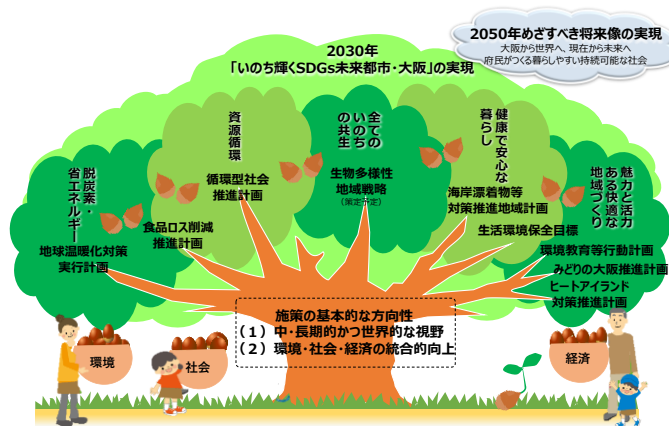 2050年めざすべき将来像の実現
大阪から世界へ、現在から未来へ
府民がつくる暮らしやすい持続可能な社会
2030年
「いのち輝くSDGs未来都市・大阪」の実現
脱炭素・
省エネルギー
地球温暖化対策
実行計画
資源循環
循環型社会
推進計画
食品ロス削減
推進計画
全ての
いのち
の共生
生物多様性
地域戦略
(策定予定)
健康で安心な
暮らし
海岸漂着物等
対策推進地域計画
生活環境保全目標
魅力と活力
ある快適な
地域づくり
環境教育等行動計画
みどりの大阪推進計画
ヒートアイランド
対策推進計画
施策の基本的な方向性
(1)中・長期的かつ世界的な視野
(2)環境・社会・経済の統合的向上
環境
社会
経済